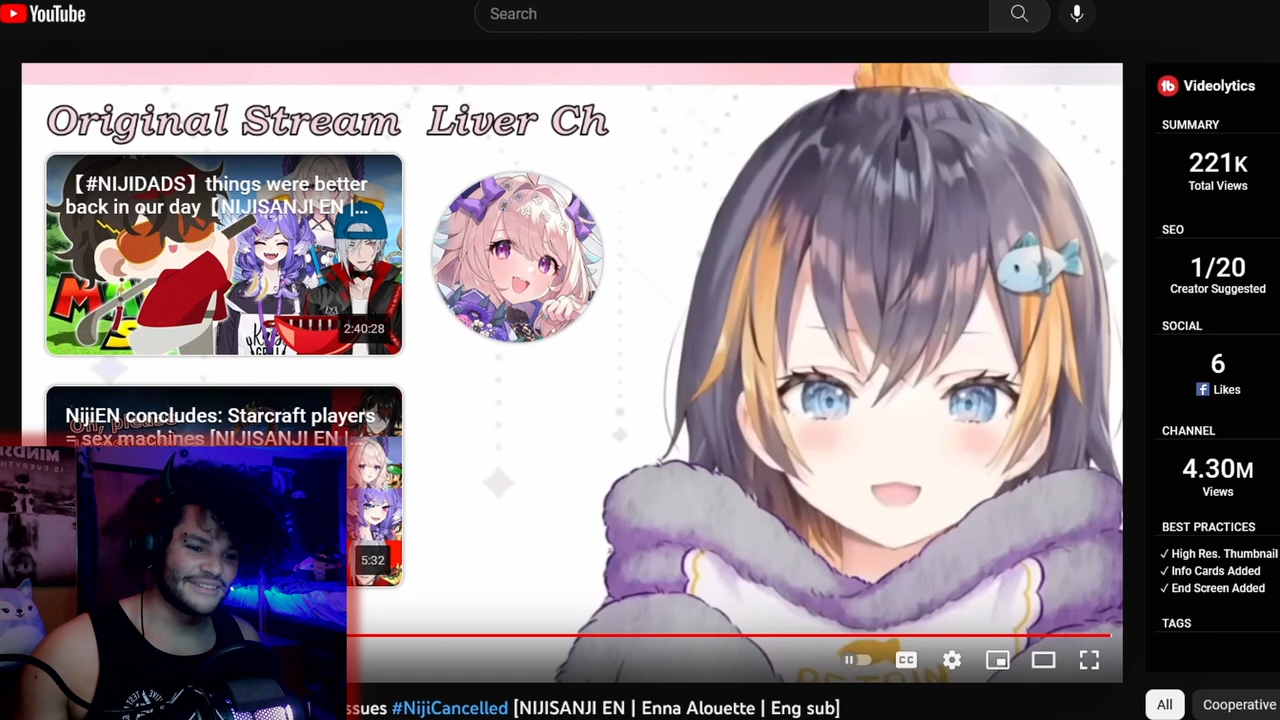 YouTube
Search
Original Stream Liver Ch
【#NIJIDADS】things were better
back in our day【NIJISANJI EN |...
2:40:28
NijiEN concludes: Starcraft players
= sex machines [NIJISANJI EN |...
5:32
CC
ssues #NijiCancelled [NIJISANJI EN | Enna Alouette | Eng sub]
tb Videolytics
SUMMARY
221K
Total Views
SEO
1/20
Creator Suggested
SOCIAL
6
f Likes
CHANNEL
4.30M
Views
BEST PRACTICES
✓ High Res. Thumbnail
✓ Info Cards Added
✓ End Screen Added
TAGS
All
Cooperative